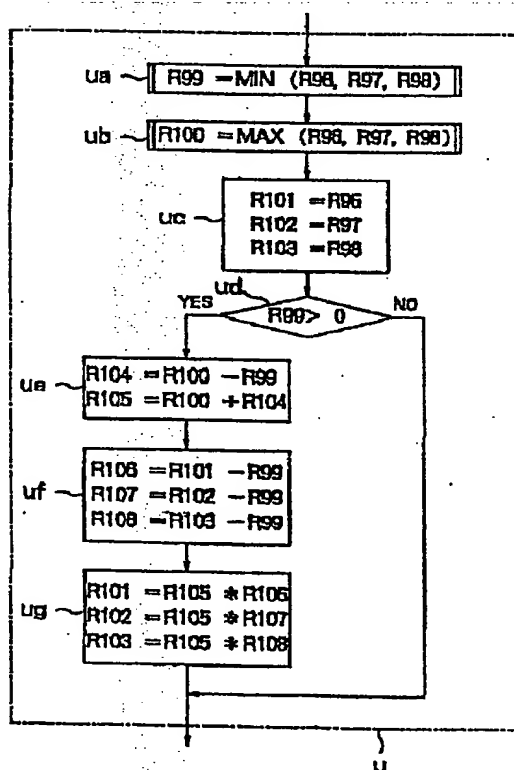 ua
R99 =MIN (R96, R97, R98)
ub
R100 =MAX (R96, R97, R98)
uc
R101 =R96
R102 =R97
R103 =R98
ud
YES
R99> 0
NO
ue
R104 =R100 -R99
R105 =R100 +R104
uf
R106 =R101 -R99
R107 =R102 -R99
R108 =R103 -R99
ug
R101 =R105 *R106
R102 =R105 *R107
R103 =R105 *R108
u